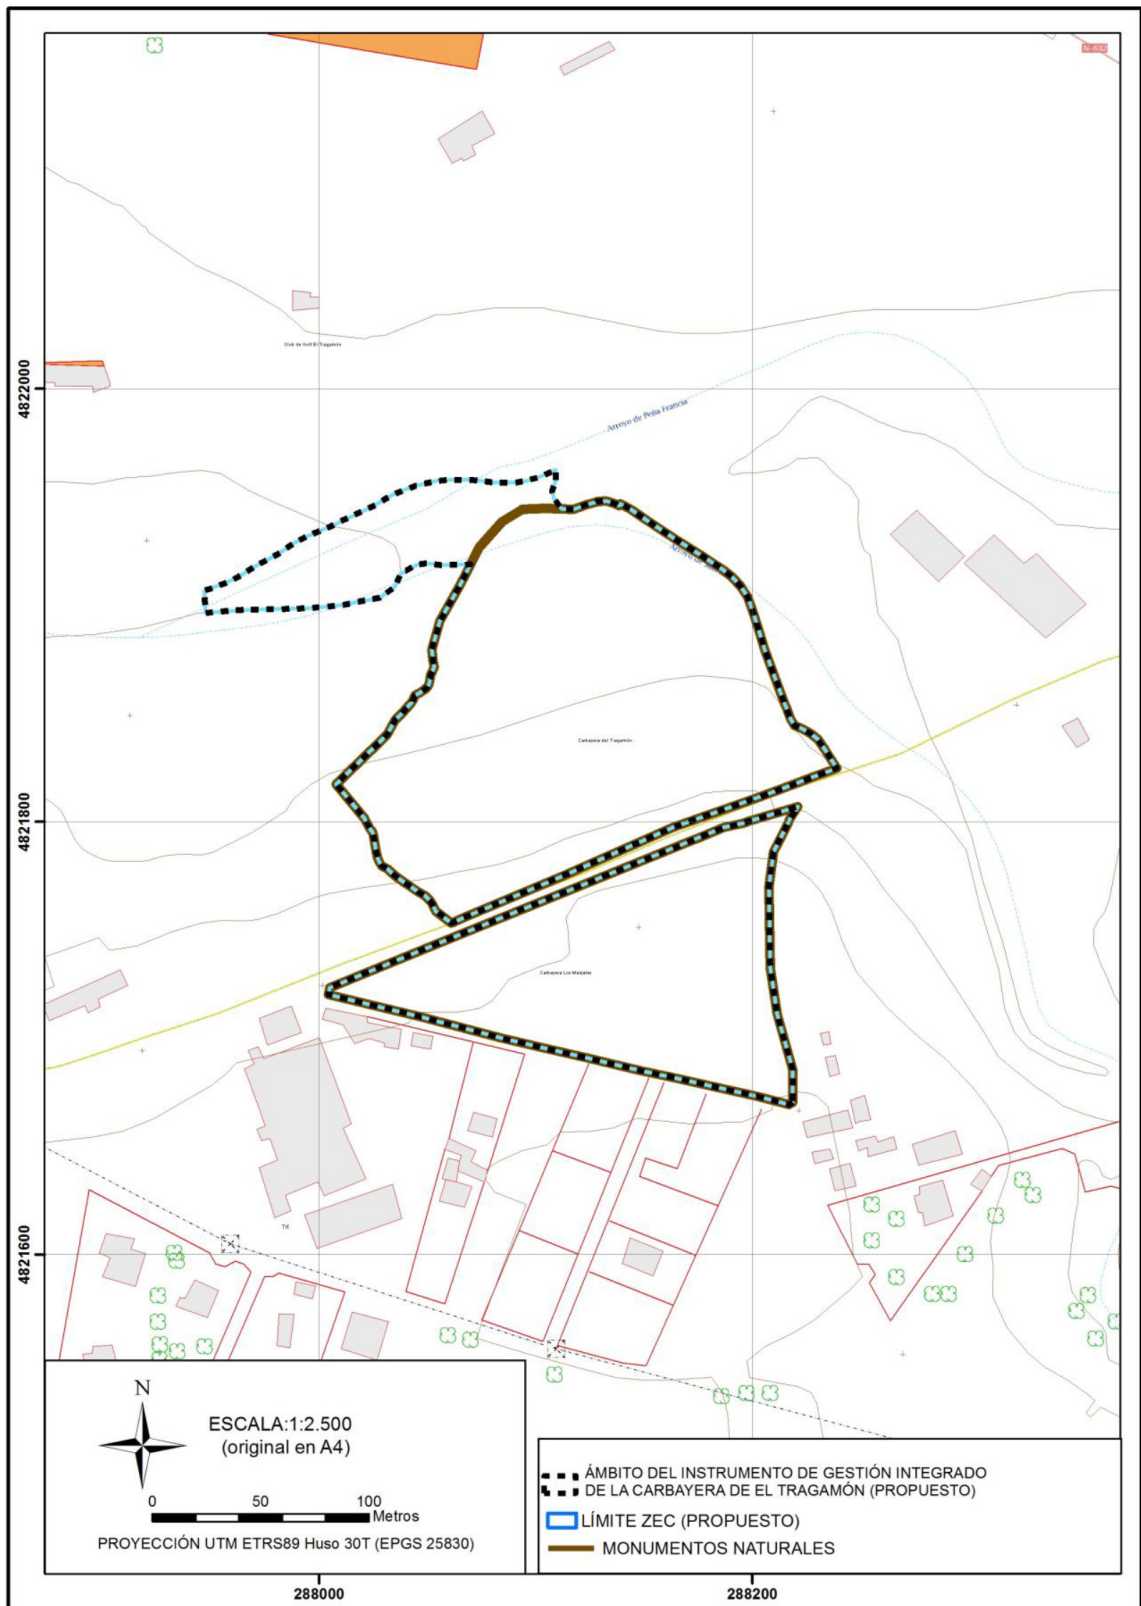 N-632
Club de Golf El Tragamón
4822000
Arroyo de Peña Francia
Carbayera del Tragamón
4821800
Carbayera Los Maizales
4821600
N
ESCALA:1:2.500
(original en A4)
0 50 100
Metros
PROYECCIÓN UTM ETRS89 Huso 30T (EPGS 25830)
ÁMBITO DEL INSTRUMENTO DE GESTIÓN INTEGRADO
DE LA CARBAYERA DE EL TRAGAMÓN (PROPUESTO)
LÍMITE ZEC (PROPUESTO)
MONUMENTOS NATURALES
288000
288200